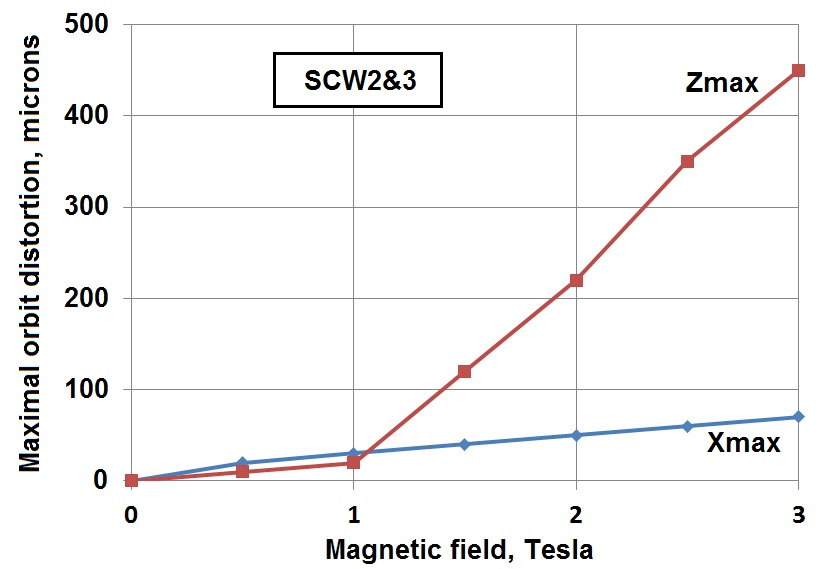 Maximal orbit distortion, microns
500
400
300
200
100
0
SCW2&3
Zmax
Xmax
0 1 2 3
Magnetic field, Tesla